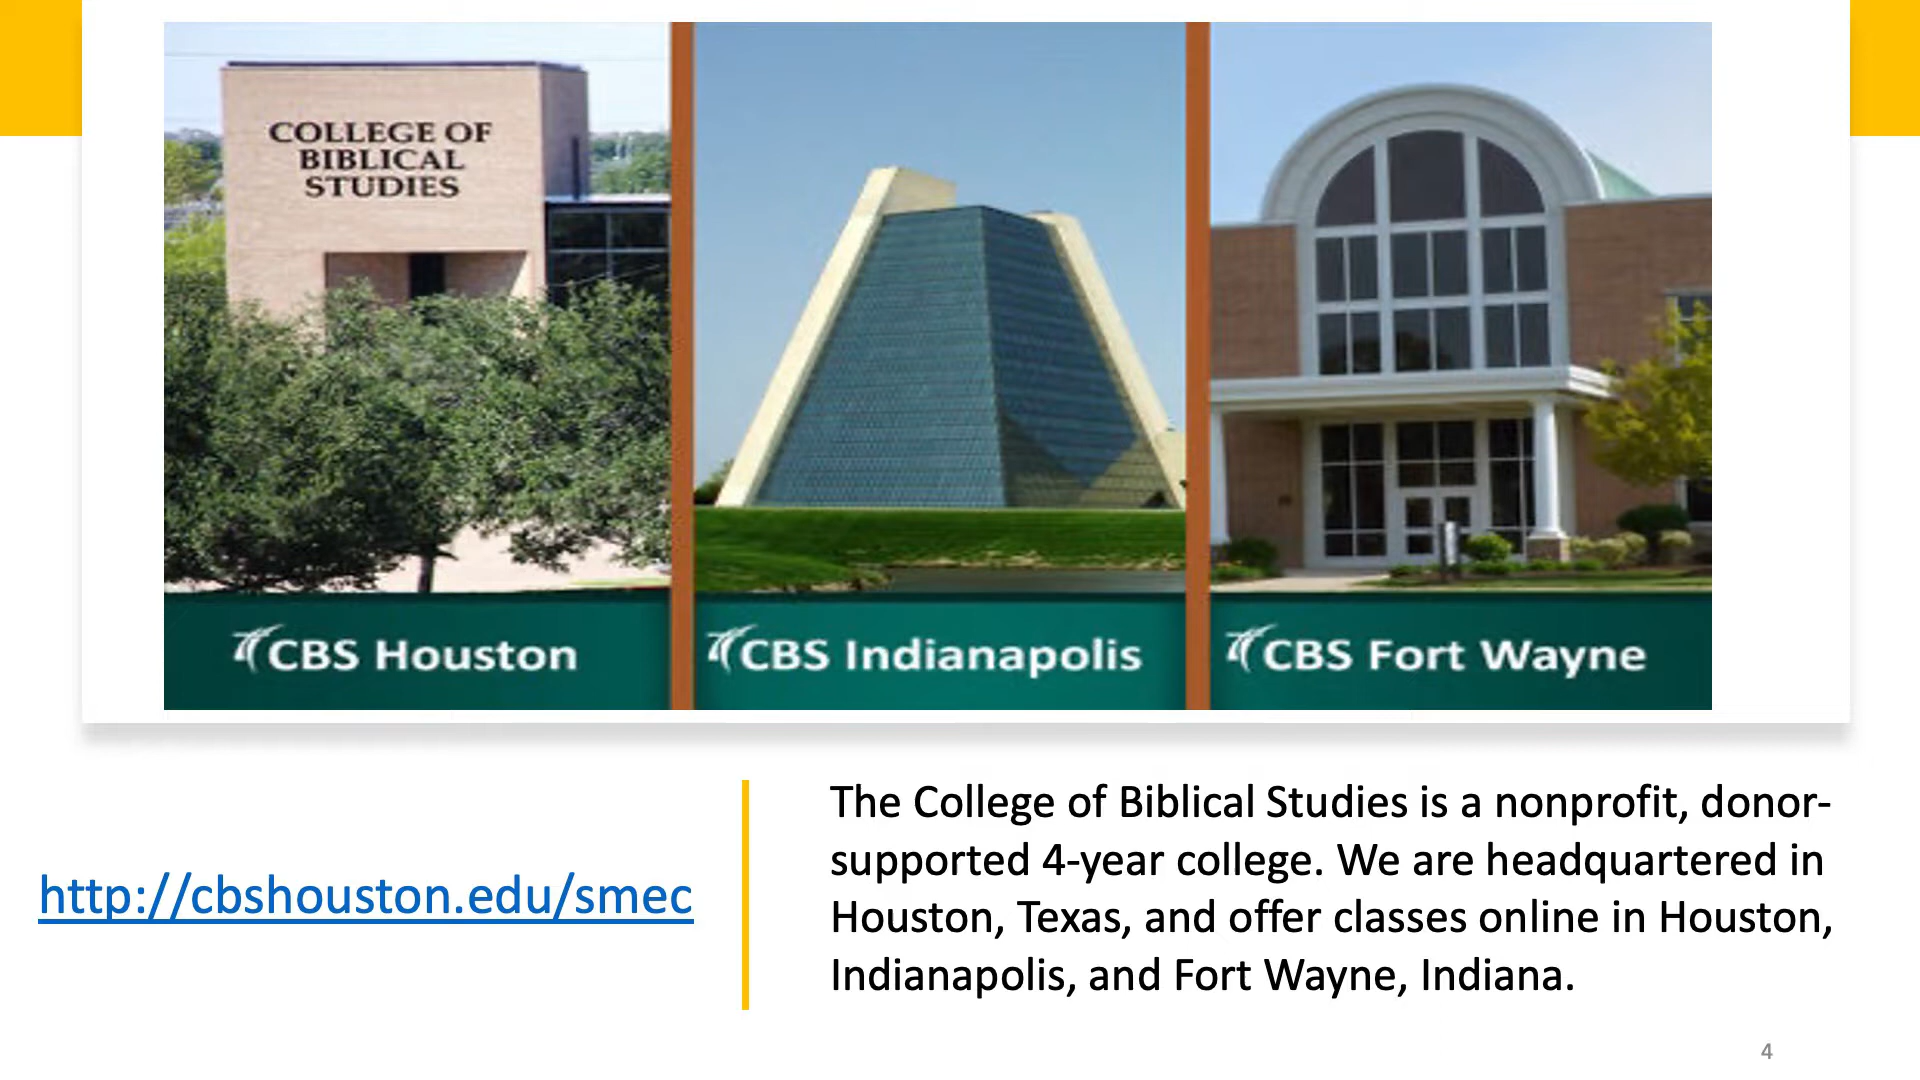 COLLEGE OF
BIBLICAL
STUDIES
CBS Houston
CBS Indianapolis
CBS Fort Wayne
http://cbshouston.edu/smec
The College of Biblical Studies is a nonprofit, donor-
supported 4-year college. We are headquartered in
Houston, Texas, and offer classes online in Houston,
Indianapolis, and Fort Wayne, Indiana.
4